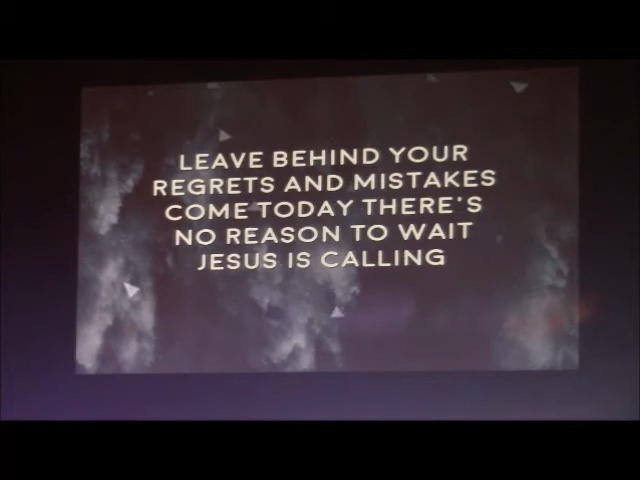 LEAVE BEHIND YOUR
REGRETS AND MISTAKES
COME TODAY THERE'S
NO REASON TO WAIT
JESUS IS CALLING